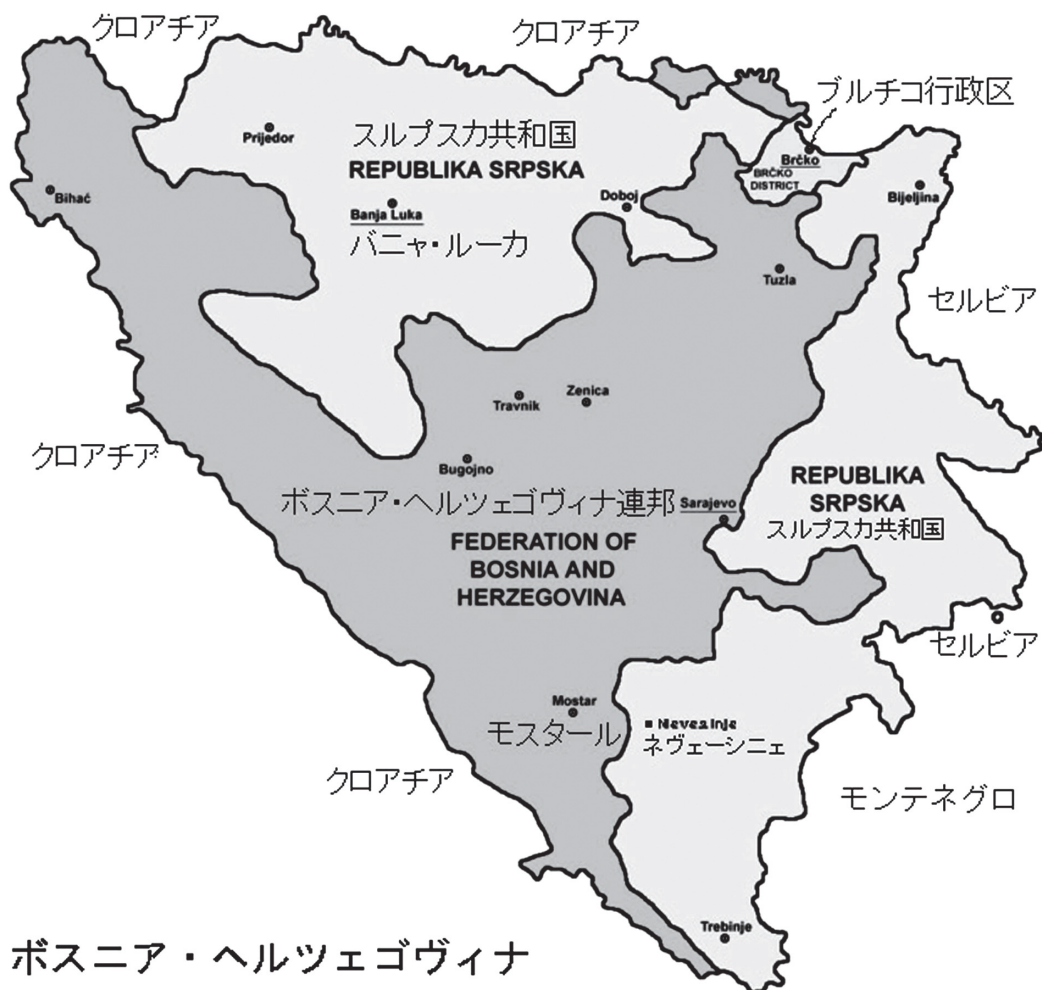 クロアチア
クロアチア
ブルチコ行政区
Prijedor
スルプスカ共和国
REPUBLIKA SRPSKA
Brčko
BRČKO
DISTRICT
Bihać
Banja Luka
バニャ・ルーカ
Doboj
Bijeljina
Tuzla
セルビア
Travnik
Zenica
クロアチア
Bugojno
ボスニア・ヘルツェゴヴィナ連邦
Sarajevo
FEDERATION OF
BOSNIA AND
HERZEGOVINA
REPUBLIKA
SRPSKA
スルプスカ共和国
セルビア
Mostar
モスタール
Nevesinje
ネヴェーシニェ
クロアチア
モンテネグロ
Trebinje
ボスニア・ヘルツェゴヴィナ